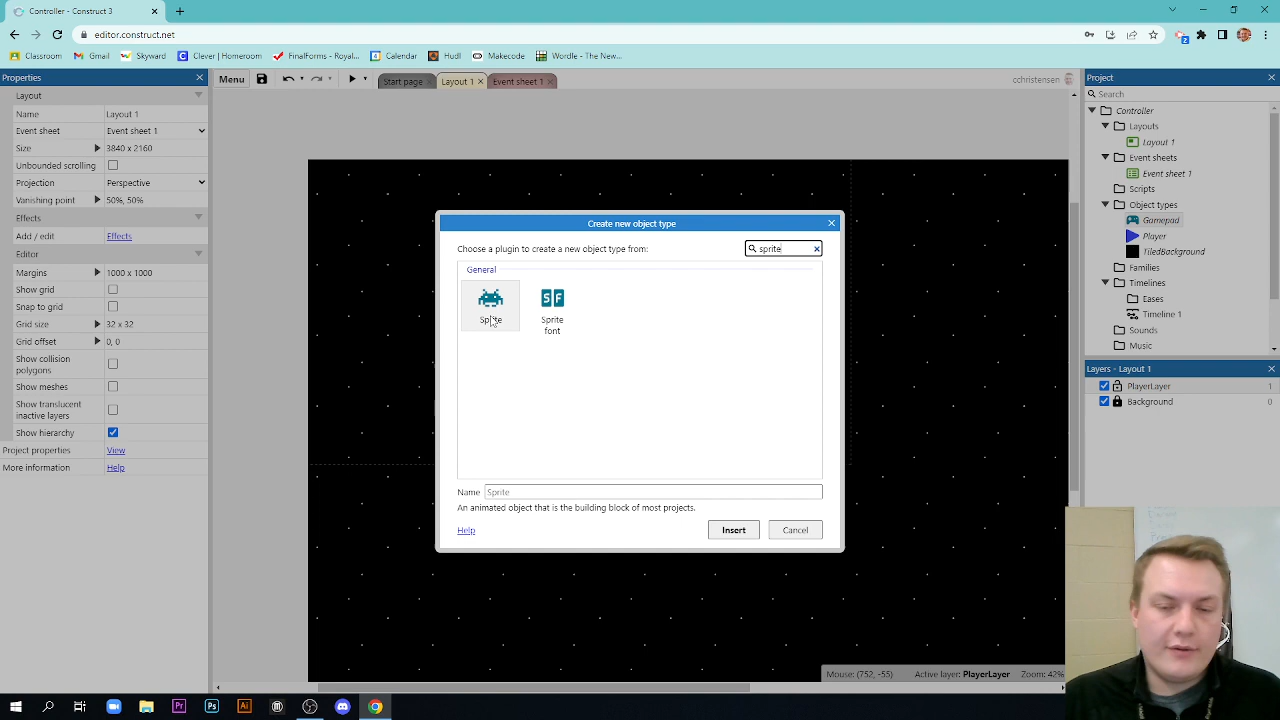 Controller - Construct 3
editor.construct.net
Classroom Gmail Skyward Clever | Homeroom FinalForms - Royal... Calendar Hudl Makecode Wordle - The New...
Properties Menu Start page Layout 1 Event sheet 1 cchristensen Project
Layout
Name Layout 1
Event sheet Event sheet 1
Size 3840 x 2160
Unbounded scrolling
Projection Perspective
Vanishing point 50%, 50%
Effects
Add / edit Effects
Editor
Margins 1000 x 1000
Show grid
Snap to grid
Grid size 32 x 32
Grid offset 0, 0
Show collision
polygons
Show meshes
Show translucent
inactive layers
Show hierarchy
Project properties View
More information Help
Create new object type
Choose a plugin to create a new object type from: sprite
General
Sprite
SF
Sprite
font
Name Sprite
An animated object that is the building block of most projects.
Help Insert Cancel
Search
Controller
Layouts
Layout 1
Event sheets
Event sheet 1
Scripts
Object types
Gamepad
Player
TiledBackground
Families
Timelines
Eases
Timeline 1
Sounds
Music
Layers - Layout 1
PlayerLayer 1
Background 0
Mouse: (752, -55) Active layer: PlayerLayer Zoom: 42%
Pr Ps Ai